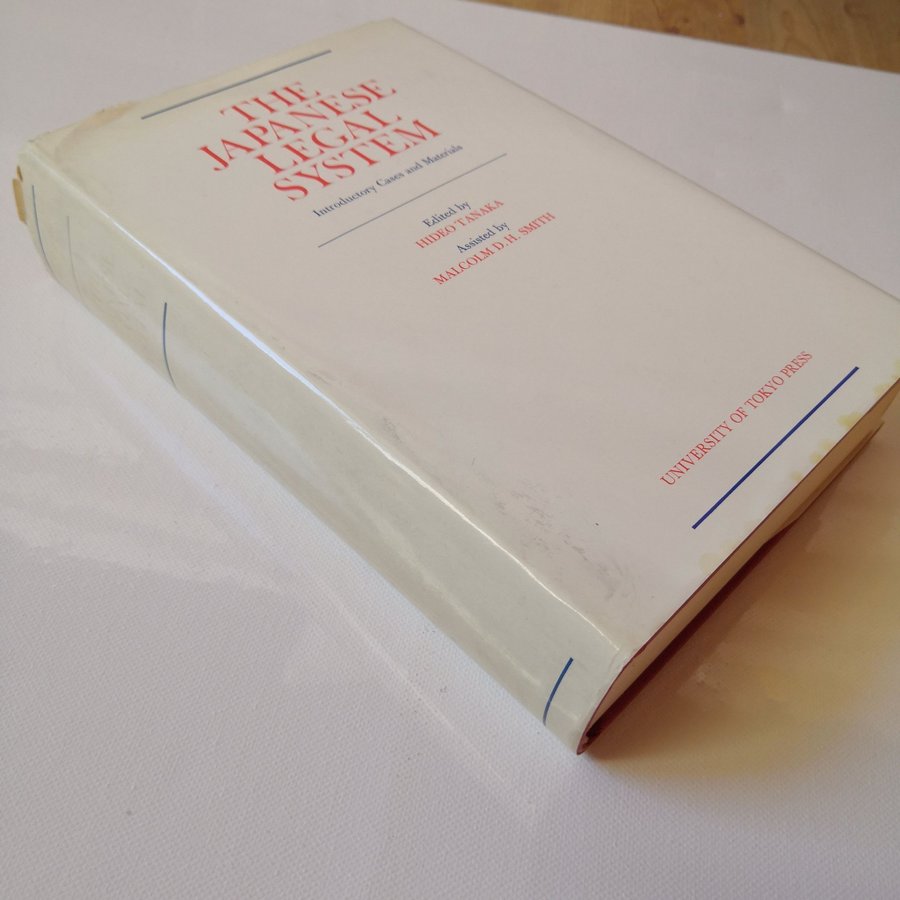 THE
JAPANESE
LEGAL
SYSTEM
Introductory Cases and Materials
Edited by
HIDEO TANAKA
Assisted by
MALCOLM D. H. SMITH
UNIVERSITY OF TOKYO PRESS